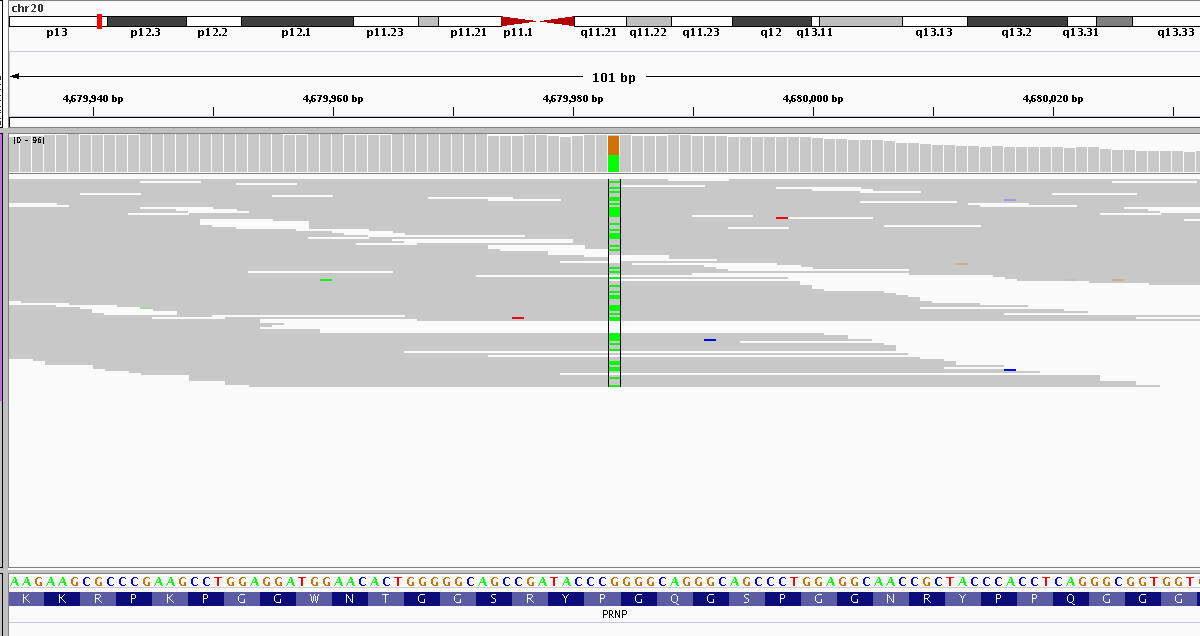 chr20
p13 p12.3 p12.2 p12.1 p11.23 p11.21 p11.1 q11.21 q11.22 q11.23 q12 q13.11 q13.13 q13.2 q13.31 q13.33
101 bp
4,679,940 bp 4,679,960 bp 4,679,980 bp 4,680,000 bp 4,680,020 bp
[0 - 96]
AAGAAGCGCCCGAAGCCTGGAGGATGGAACACTGGGGGCAGCCGATACCCGGGGCAGGGCAGCCCTGGAGGCAACCGCTACCCACCTCAGGGCGGTGGT
K K R P K P G G W N T G G S R Y P G Q G S P G G N R Y P P Q G G G
PRNP